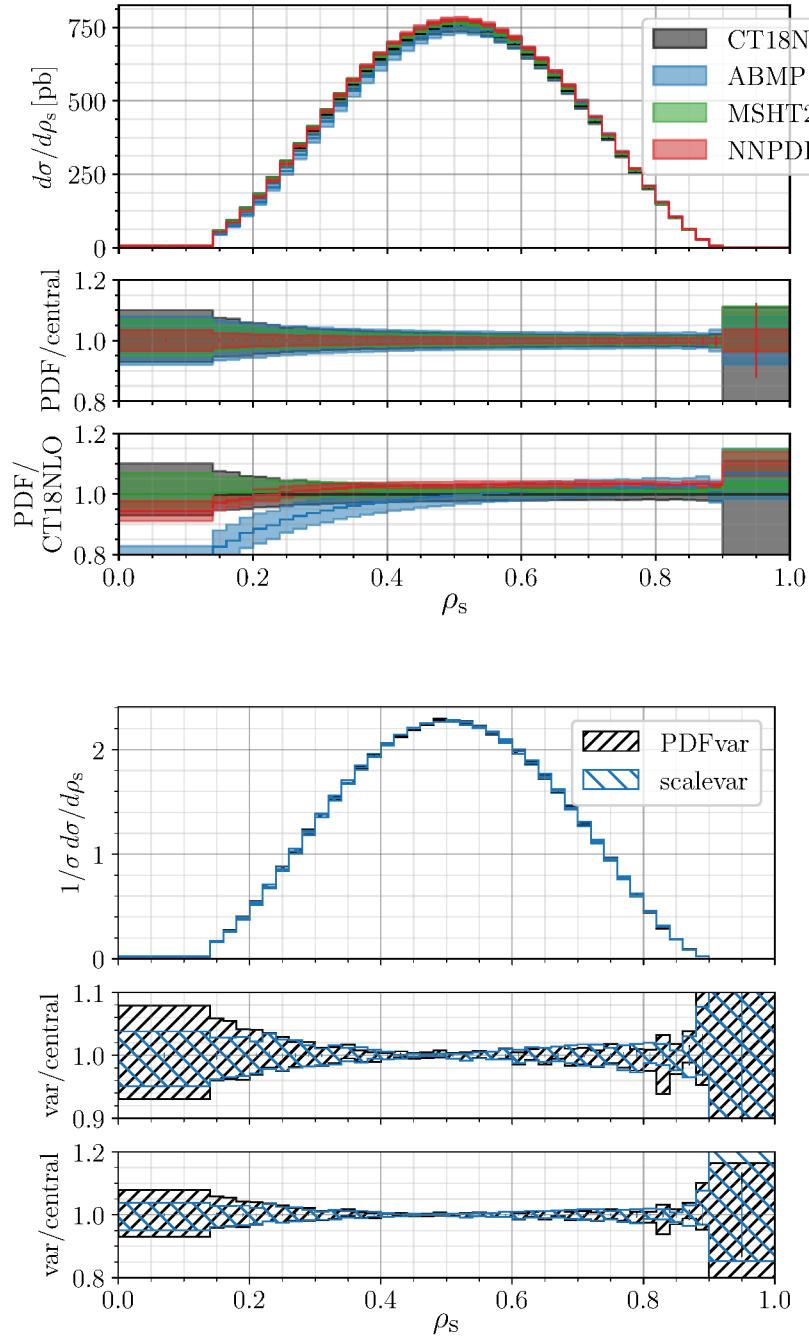 dσ/dρs [pb]
750
500
250
0
CT18N
ABMP
MSHT2
NNPDF
PDF/central
1.2
1.0
0.8
PDF/
CT18NLO
1.2
1.0
0.8
0.0 0.2 0.4 0.6 0.8 1.0
ρs
1/σ dσ/dρs
2
1
0
PDFvar
scalevar
var/central
1.1
1.0
0.9
var/central
1.2
1.0
0.8
0.0 0.2 0.4 0.6 0.8 1.0
ρs